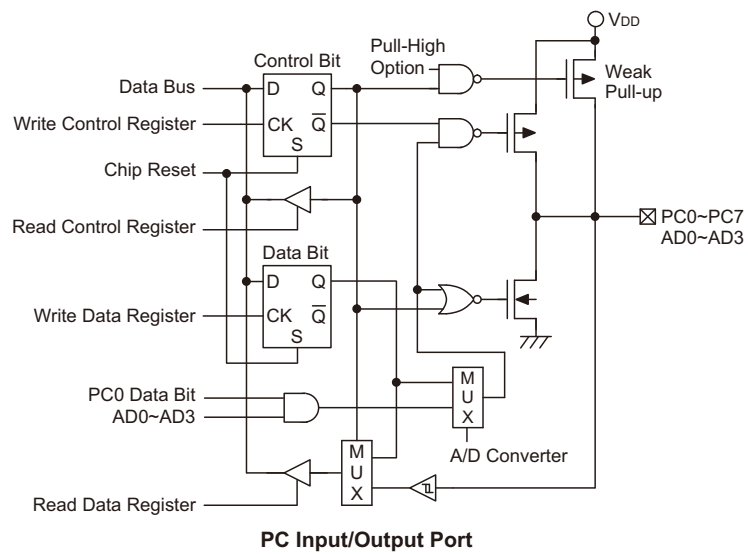 VDD
Pull-High
Option
Control Bit
Weak
Pull-up
Data Bus
D
Q
Write Control Register
CK
Q
S
Chip Reset
PC0~PC7
AD0~AD3
Read Control Register
Data Bit
D
Q
Write Data Register
CK
Q
S
PC0 Data Bit
AD0~AD3
M
U
X
A/D Converter
M
U
X
Read Data Register
PC Input/Output Port